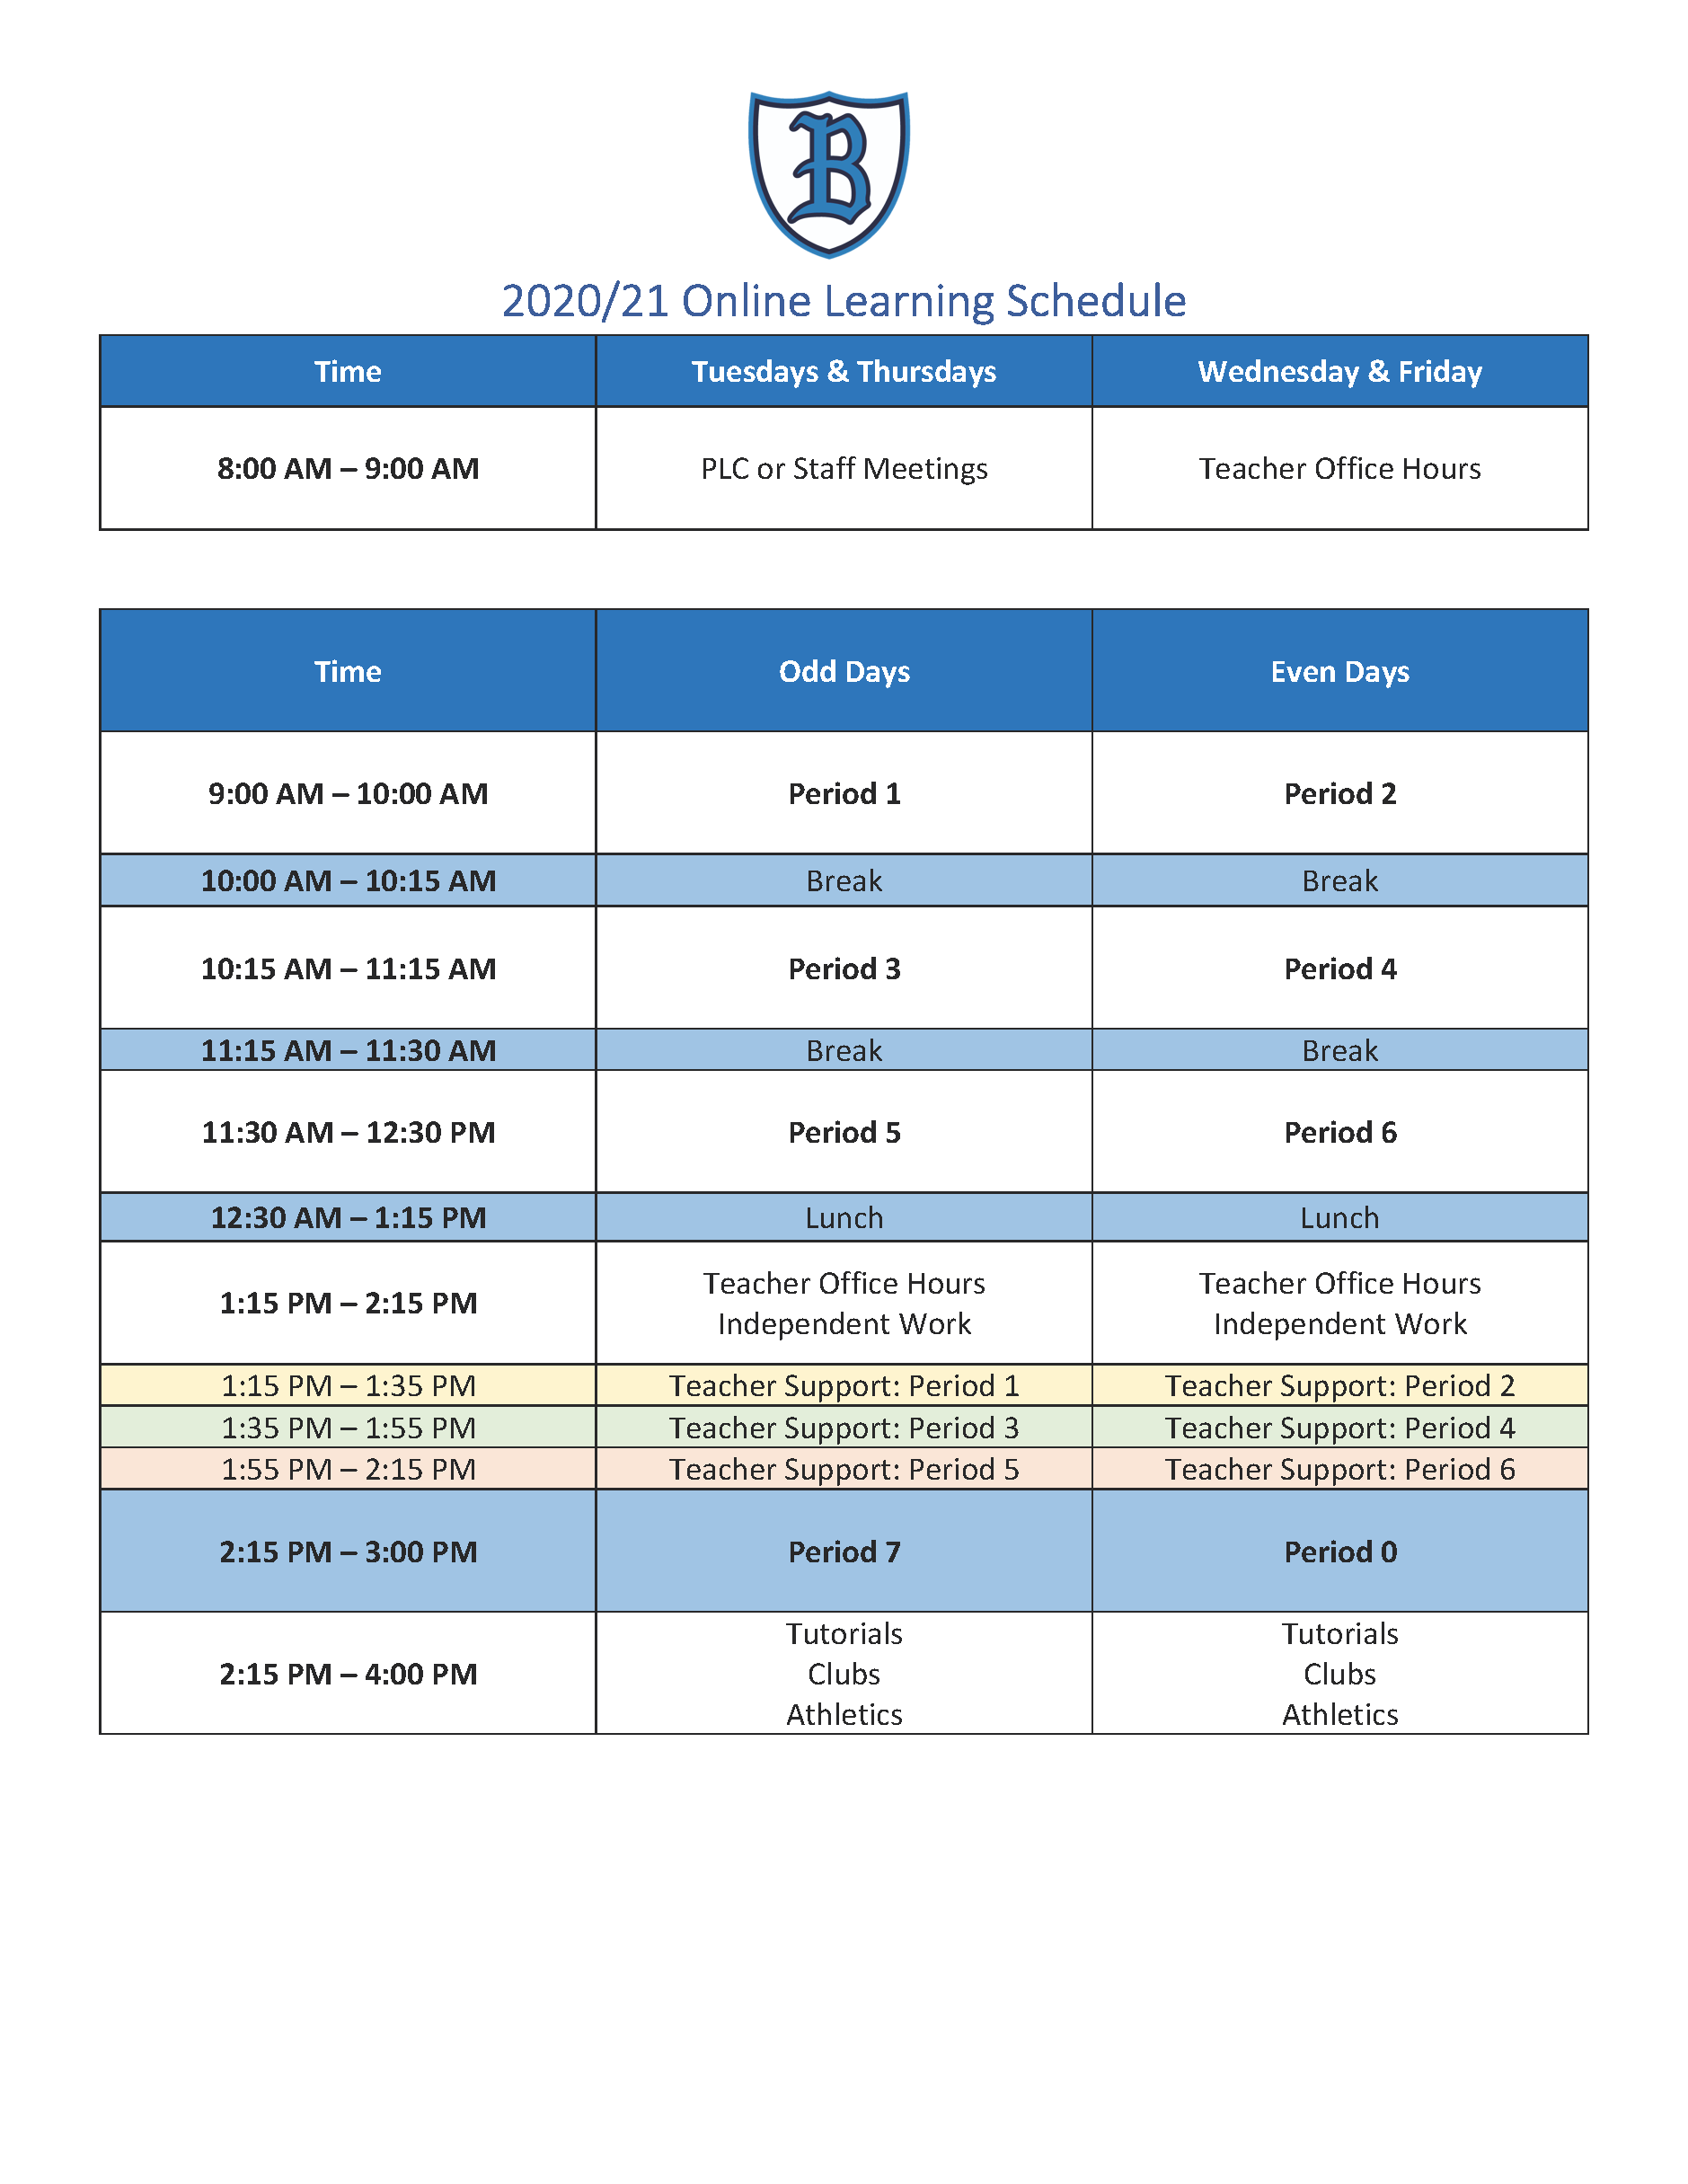 B
2020/21 Online Learning Schedule
Time Tuesdays & Thursdays Wednesday & Friday
8:00 AM – 9:00 AM PLC or Staff Meetings Teacher Office Hours
Time Odd Days Even Days
9:00 AM – 10:00 AM Period 1 Period 2
10:00 AM – 10:15 AM Break Break
10:15 AM – 11:15 AM Period 3 Period 4
11:15 AM – 11:30 AM Break Break
11:30 AM – 12:30 PM Period 5 Period 6
12:30 AM – 1:15 PM Lunch Lunch
1:15 PM – 2:15 PM Teacher Office Hours Teacher Office Hours
Independent Work Independent Work
1:15 PM – 1:35 PM Teacher Support: Period 1 Teacher Support: Period 2
1:35 PM – 1:55 PM Teacher Support: Period 3 Teacher Support: Period 4
1:55 PM – 2:15 PM Teacher Support: Period 5 Teacher Support: Period 6
2:15 PM – 3:00 PM Period 7 Period 0
Tutorials Tutorials
2:15 PM – 4:00 PM Clubs Clubs
Athletics Athletics